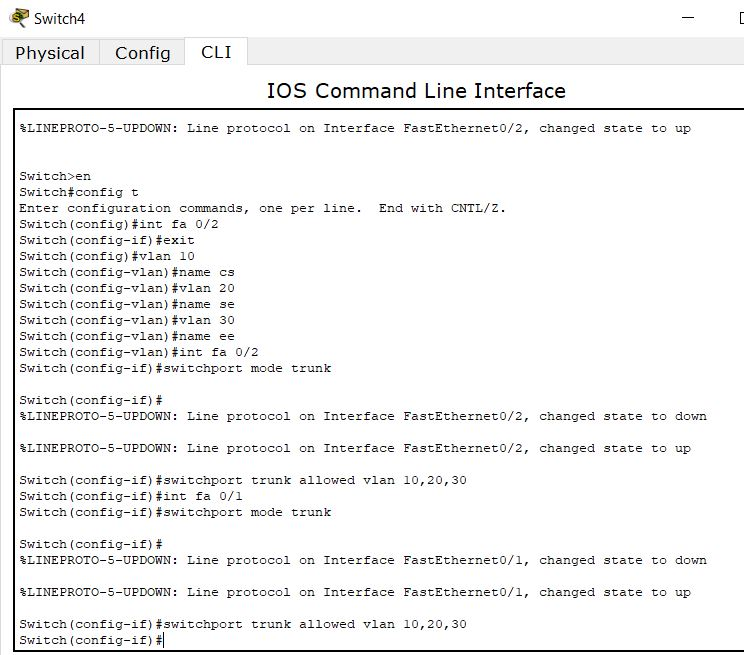 Switch4
Physical Config CLI
IOS Command Line Interface
%LINEPROTO-5-UPDOWN: Line protocol on Interface FastEthernet0/2, changed state to up
Switch>en
Switch#config t
Enter configuration commands, one per line.  End with CNTL/Z.
Switch(config)#int fa 0/2
Switch(config-if)#exit
Switch(config)#vlan 10
Switch(config-vlan)#name cs
Switch(config-vlan)#vlan 20
Switch(config-vlan)#name se
Switch(config-vlan)#vlan 30
Switch(config-vlan)#name ee
Switch(config-vlan)#int fa 0/2
Switch(config-if)#switchport mode trunk
Switch(config-if)#
%LINEPROTO-5-UPDOWN: Line protocol on Interface FastEthernet0/2, changed state to down
%LINEPROTO-5-UPDOWN: Line protocol on Interface FastEthernet0/2, changed state to up
Switch(config-if)#switchport trunk allowed vlan 10,20,30
Switch(config-if)#int fa 0/1
Switch(config-if)#switchport mode trunk
Switch(config-if)#
%LINEPROTO-5-UPDOWN: Line protocol on Interface FastEthernet0/1, changed state to down
%LINEPROTO-5-UPDOWN: Line protocol on Interface FastEthernet0/1, changed state to up
Switch(config-if)#switchport trunk allowed vlan 10,20,30
Switch(config-if)#